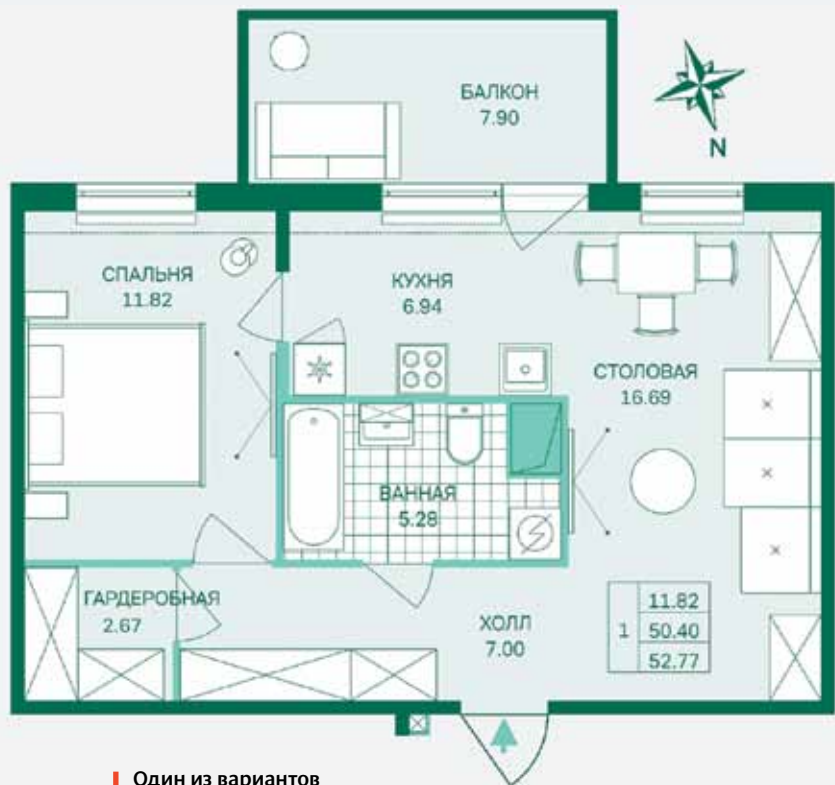 БАЛКОН
7.90
N
СПАЛЬНЯ
11.82
КУХНЯ
6.94
СТОЛОВАЯ
16.69
ВАННАЯ
5.28
ГАРДЕРОБНАЯ
2.67
ХОЛЛ
7.00
11.82
1 50.40
52.77
Один из вариантов